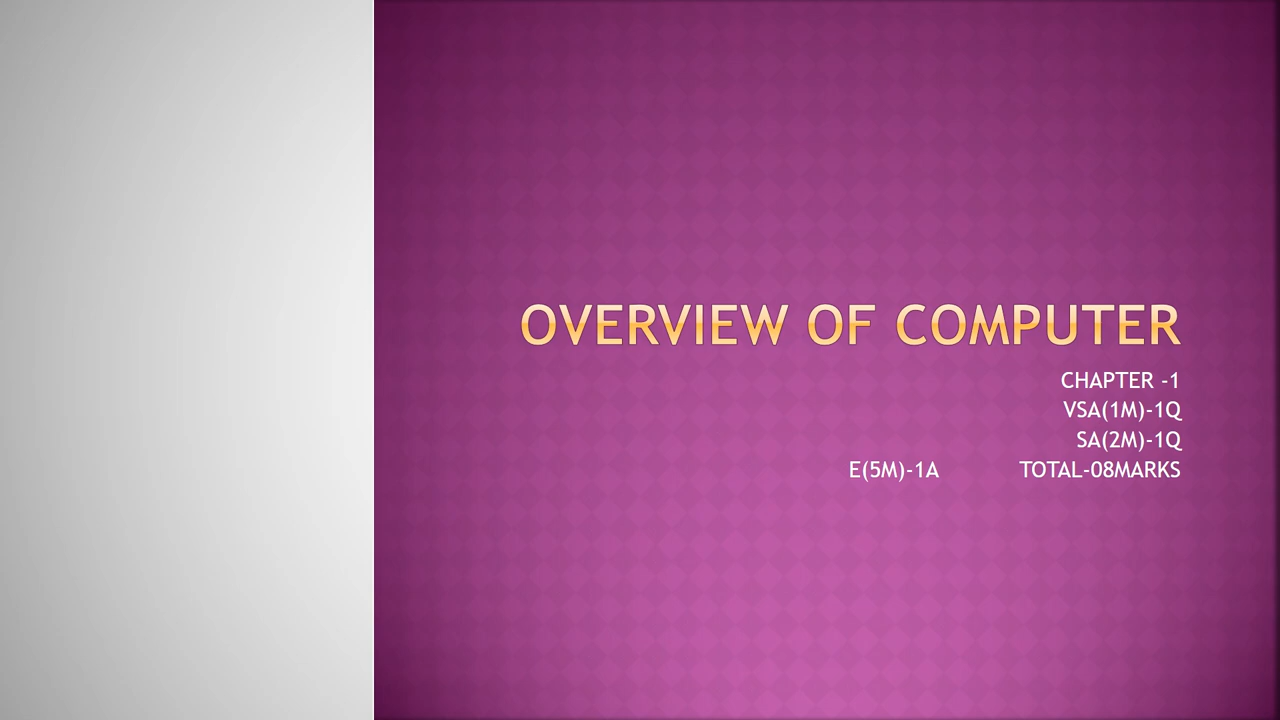 OVERVIEW OF COMPUTER
CHAPTER -1
VSA(1M)-1Q
SA(2M)-1Q
E(5M)-1A TOTAL-08MARKS